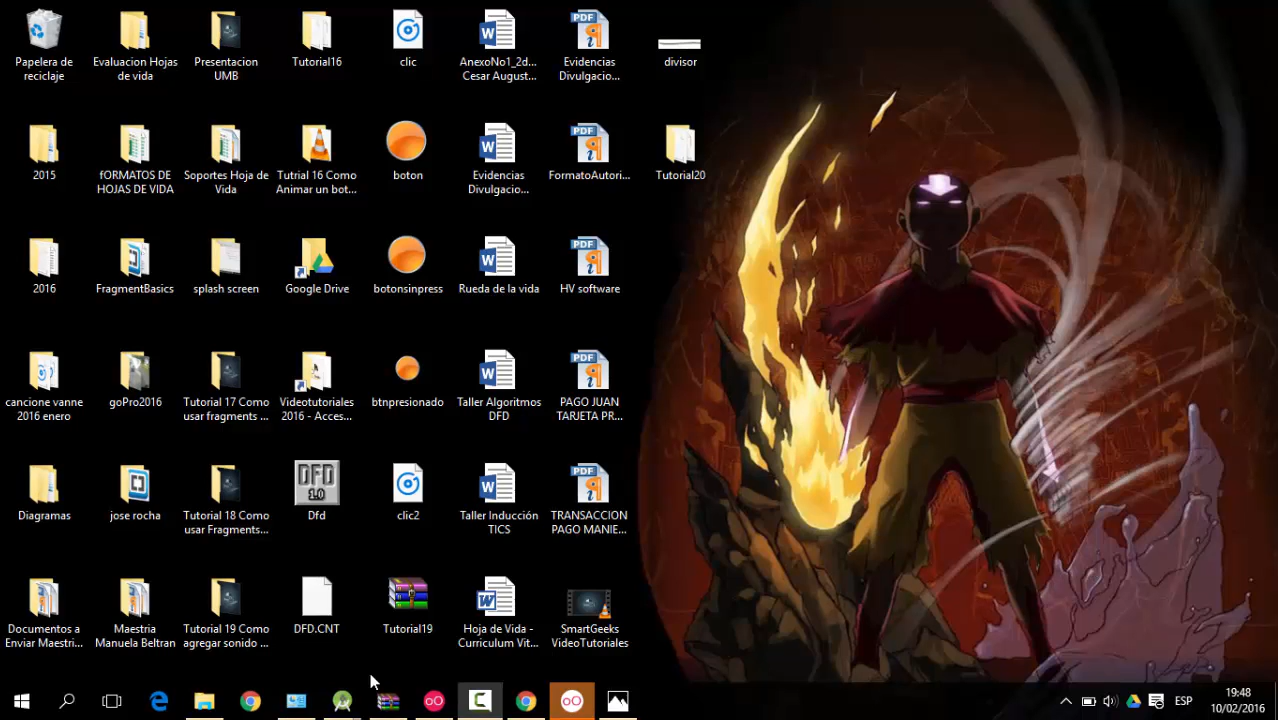 Papelera de
reciclaje
Evaluacion Hojas
de vida
Presentacion
UMB
Tutorial16
clic
AnexoNo1_2d...
Cesar August...
Evidencias
Divulgacio...
divisor
2015
fORMATOS DE
HOJAS DE VIDA
Soportes Hoja de
Vida
Tutrial 16 Como
Animar un bot...
boton
Evidencias
Divulgacio...
FormatoAutori...
Tutorial20
2016
FragmentBasics
splash screen
Google Drive
botonsinpress
Rueda de la vida
HV software
cancione vanne
2016 enero
goPro2016
Tutorial 17 Como
usar fragments ...
Videotutoriales
2016 - Acces...
btnpresionado
Taller Algoritmos
DFD
PAGO JUAN
TARJETA PR...
Diagramas
jose rocha
Tutorial 18 Como
usar Fragments...
DFD
1.0
Dfd
clic2
Taller Inducción
TICS
TRANSACCION
PAGO MANIE...
Documentos a
Enviar Maestri...
Maestria
Manuela Beltran
Tutorial 19 Como
agregar sonido ...
DFD.CNT
Tutorial19
Hoja de Vida -
Curriculum Vit...
SmartGeeks
VideoTutoriales
ESP
19:48
10/02/2016